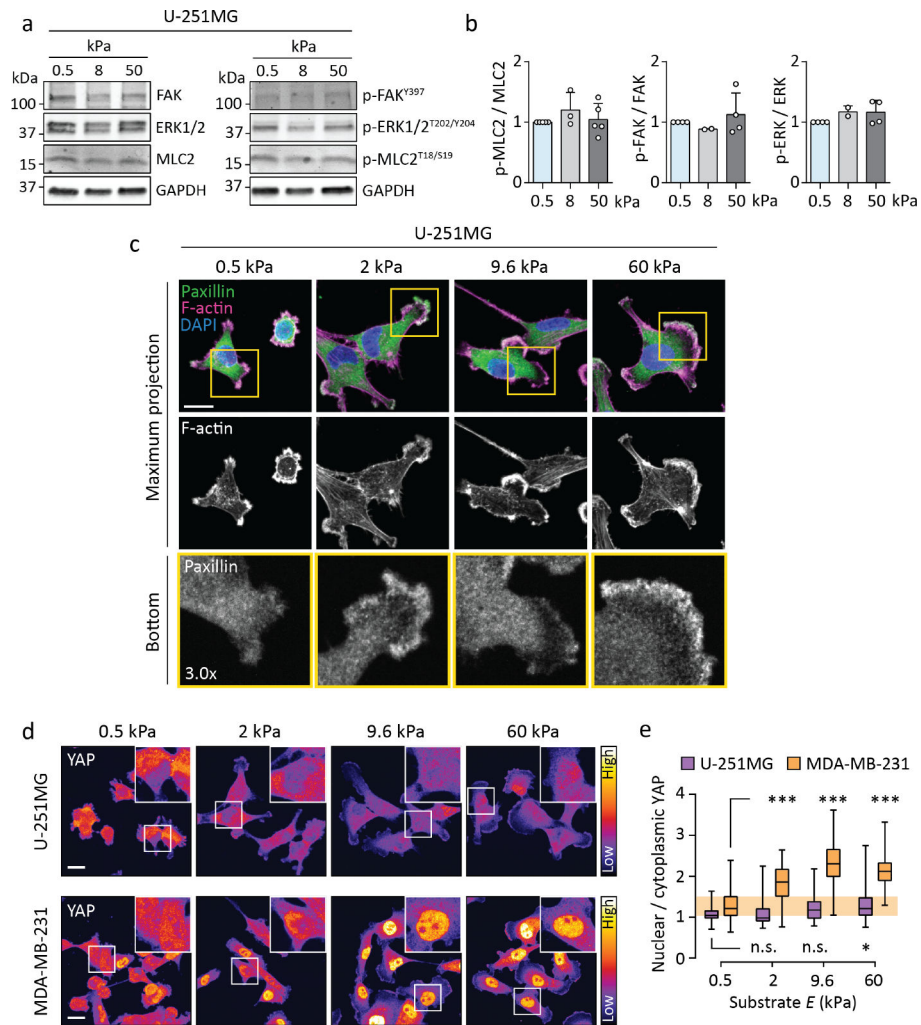 a
U-251MG
kPa
kPa
kDa
0.5 8 50
kDa
0.5 8 50
100
FAK
100
p-FAKY397
37
ERK1/2
37
p-ERK1/2T202/Y204
15
MLC2
15
p-MLC2T18/S19
37
GAPDH
37
GAPDH
b
p-MLC2 / MLC2
2
1
0
0.5 8 50 kPa
p-FAK / FAK
2
1
0
0.5 8 50 kPa
p-ERK / ERK
2
1
0
0.5 8 50 kPa
c
U-251MG
0.5 kPa 2 kPa 9.6 kPa 60 kPa
Maximum projection
Paxillin
F-actin
DAPI
F-actin
Bottom
Paxillin
3.0x
d
0.5 kPa 2 kPa 9.6 kPa 60 kPa
U-251MG
YAP
High
Low
MDA-MB-231
YAP
High
Low
e
U-251MG MDA-MB-231
Nuclear / cytoplasmic YAP
4
3
2
1
0
*** *** ***
n.s. n.s. *
0.5 2 9.6 60
Substrate E (kPa)